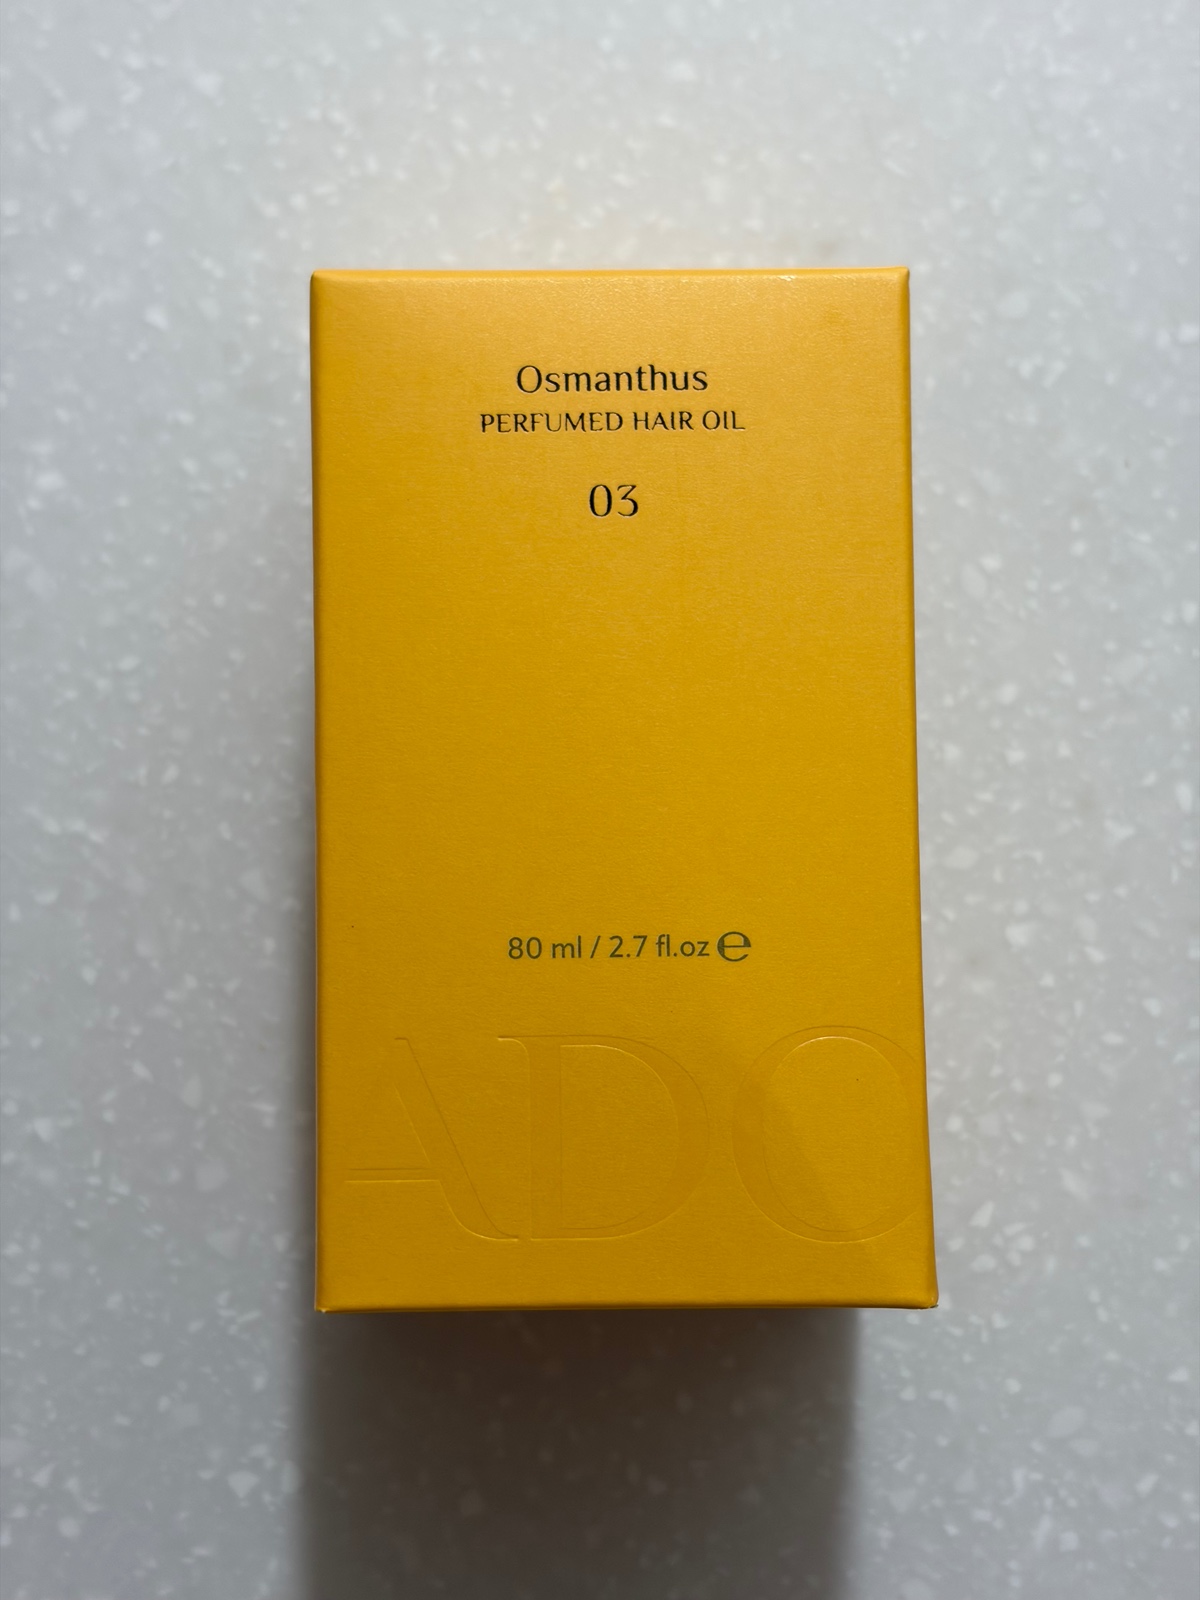 Osmanthus
PERFUMED HAIR OIL
03
80 ml / 2.7 fl.oz ℮
ADO